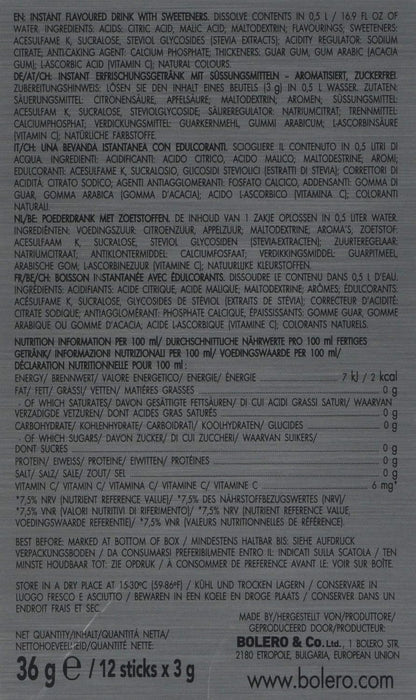 EN: INSTANT FLAVOURED DRINK WITH SWEETENERS. DISSOLVE CONTENTS IN 0,5 L / 16.9 FL OZ OF
WATER. INGREDIENTS: ACIDS: CITRIC ACID, MALIC ACID; MALTODEXTRIN; FLAVOURINGS; SWEETENERS:
ACESULFAME K, SUCRALOSE, STEVIOL GLYCOSIDES (STEVIA EXTRACTS); ACIDITY REGULATOR: SODIUM
CITRATE; ANTI-CAKING AGENT: CALCIUM PHOSPHATE; THICKENERS: GUAR GUM, GUM ARABIC (ACACIA
GUM); L-ASCORBIC ACID (VITAMIN C); NATURAL COLOURS.
DE/AT/CH: INSTANT ERFRISCHUNGSGETRÄNK MIT SÜSSUNGSMITTELN - AROMATISIERT, ZUCKERFREI.
ZUBEREITUNGSHINWEIS: LÖSEN SIE DEN INHALT EINES BEUTELS (3 g) IN 0,5 L WASSER. ZUTATEN:
SÄUERUNGSMITTEL: CITRONENSÄURE, APFELSÄURE; MALTODEXTRIN; AROMEN; SÜSSUNGSMITTEL:
ACESULFAM K, SUCRALOSE, STEVIOLGLYCOSIDE; SÄUREREGULATOR: NATRIUMCITRAT; TRENNMITTEL:
CALCIUMPHOSPHAT; VERDICKUNGSMITTEL: GUARKERNMEHL, GUMMI ARABICUM; L-ASCORBINSÄURE
(VITAMIN C); NATÜRLICHE FARBSTOFFE.
IT/CH: UNA BEVANDA ISTANTANEA CON EDULCORANTI. SCIOGLIERE IL CONTENUTO IN 0,5 LITRI DI
ACQUA. INGREDIENTI: ACIDIFICANTI: ACIDO CITRICO, ACIDO MALICO; MALTODESTRINE; AROMI;
EDULCORANTI: ACESULFAME K, SUCRALOSIO, GLICOSIDI STEVIOLICI (ESTRATTI DI STEVIA); CORRETTORI DI
ACIDITÀ: CITRATO SODICO; AGENTI ANTIAGGLOMERANTI: FOSFATO CALCICO, ADDENSANTI: GOMMA DI
GUAR, GOMMA ARABICA (GOMMA D'ACACIA); ACIDO L-ASCORBICO (VITAMINA C); COLORANTI
NATURALI.
NL/BE: POEDERDRANK MET ZOETSTOFFEN. DE INHOUD VAN 1 ZAKJE OPLOSSEN IN 0,5 LITER WATER.
INGREDIËNTEN: VOEDINGSZUUR: CITROENZUUR, APPELZUUR; MALTODEXTRINE; AROMA'S, ZOETSTOF:
ACESULFAAM K, SUCRALOSE, STEVIOL GLYCOSIDEN (STEVIA-EXTRACTEN); ZUURTEREGELAAR:
NATRIUMCITRAAT; ANTIKLONTERMIDDEL: CALCIUMFOSFAAT; VERDIKKINGSMIDDEL: GUARPITMEEL,
ARABISCHE GOM; L-ASCORBINEZUUR (VITAMINE C); NATUURLIJKE KLEURSTOFFEN.
FR/BE/CH: BOISSON INSTANTANÉE AVEC ÉDULCORANTS. DISSOUDRE LE CONTENU DANS 0,5 L D'EAU.
INGRÉDIENTS: ACIDIFIANTS: ACIDE CITRIQUE, ACIDE MALIQUE; MALTODEXTRINE; ARÔMES; ÉDULCORANTS:
ACÉSULFAME K, SUCRALOSE, GLYCOSIDES DE STÉVIOL (EXTRAITS DE STÉVIA); CORRECTEUR D'ACIDITÉ:
CITRATE SODIQUE; ANTIAGGLOMÉRANT: PHOSPHATE CALCIQUE, ÉPAISSISSANTS: GOMME GUAR, GOMME
ARABIQUE OU GOMME D'ACACIA; ACIDE L-ASCORBIQUE (VITAMINE C); COLORANTS NATURELS.
NUTRITION INFORMATION PER 100 ml/ DURCHSCHNITTLICHE NÄHRWERTE PRO 100 ml FERTIGES
GETRÄNK/ INFORMAZIONI NUTRIZIONALI PER 100 ml/ VOEDINGSWAARDE PER 100 ml/
DÉCLARATION NUTRITIONNELLE POUR 100 ml:
ENERGY/ BRENNWERT/ VALORE ENERGETICO/ ENERGIE/ ÉNERGIE 7 kJ / 2 kcal
FAT/ FETT/ GRASSI/ VETTEN/ MATIÈRES GRASSES 0 g
- OF WHICH SATURATES/ DAVON GESÄTTIGTE FETTSÄUREN/ DI CUI ACIDI GRASSI SATURI/ WAARVAN
VERZADIGDE VETZUREN/ DONT ACIDES GRAS SATURÉS 0 g
CARBOHYDRATE/ KOHLENHYDRATE/ CARBOIDRATI/ KOOLHYDRATEN/ GLUCIDES 0 g
- OF WHICH SUGARS/ DAVON ZUCKER/ DI CUI ZUCCHERI/ WAARVAN SUIKERS/
DONT SUCRES 0 g
PROTEIN/ EIWEISS/ PROTEINE/ EIWITTEN/ PROTÉINES 0 g
SALT/ SALZ/ SALE/ ZOUT/ SEL 0 g
VITAMIN C/ VITAMIN C/ VITAMINA C/ VITAMINE C/ VITAMINE C 6 mg*
*7,5% NRV (NUTRIENT REFERENCE VALUE)/ *7,5% DES NÄHRSTOFFBEZUGSWERTES (NRV)/
*7,5% VNR (VALORI NUTRITIVI DI RIFERIMENTO)/ *7,5% NRV (NUTRIENT REFERENCE VALUE,
VOEDINGSWAARDE REFERENTIE)/ *7,5% VNR (VALEURS NUTRITIONNELLES DE RÉFÉRENCE).
BEST BEFORE: MARKED AT BOTTOM OF BOX / MINDESTENS HALTBAR BIS: SIEHE AUFDRUCK
VERPACKUNGSBODEN / DA CONSUMARSI PREFERIBILMENTE ENTRO IL: INDICATI SULLA SCATOLA / TEN
MINSTE HOUDBAAR TOT: ZIE OPDRUK / À CONSOMMER DE PRÉFÉRENCE AVANT LE: VOIR SUR BOÎTE.
STORE IN A DRY PLACE AT 15-30ºC (59-86ºF) / KÜHL UND TROCKEN LAGERN / CONSERVARE IN
LUOGO FRESCO E ASCIUTTO / BEWAREN IN EEN KOELE EN DROGE PLAATS / CONSERVER DANS UN
ENDROIT FRAIS ET SEC.
NET QUANTITY/INHALT/QUANTITÀ NETTA/
NETTOHOEVEELHEID/QUANTITÉ NETTE:
36 g ℮ / 12 sticks x 3 g
MADE BY/HERGESTELLT VON/PRODUTTORE/
GEPRODUCEERD DOOR/PRODUCTEUR:
BOLERO & Co. Ltd., 1 BOLERO STR.
2180 ETROPOLE, BULGARIA, EUROPEAN UNION
www.bolero.com